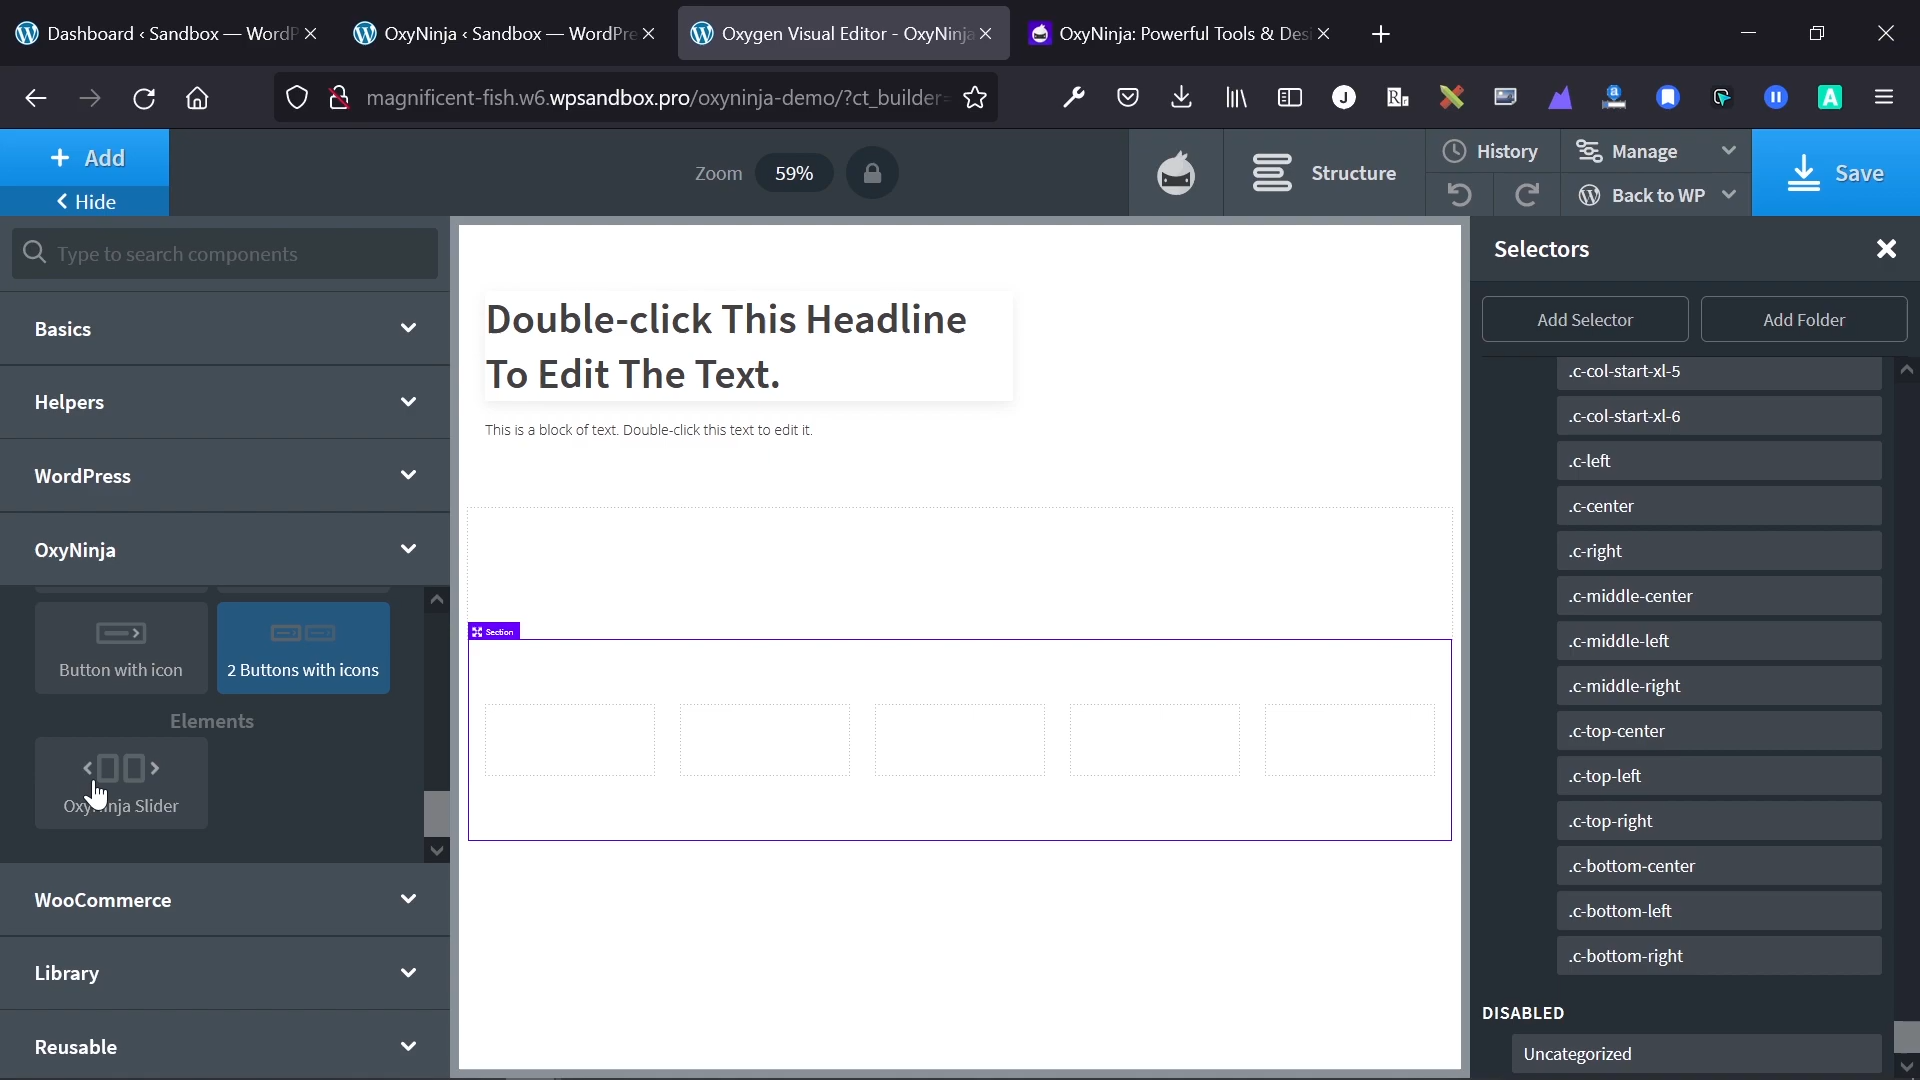 Dashboard ‹ Sandbox — WordP
OxyNinja ‹ Sandbox — WordPre
Oxygen Visual Editor - OxyNinja
OxyNinja: Powerful Tools & Desi
magnificent-fish.w6.wpsandbox.pro/oxyninja-demo/?ct_builder=
+ Add
Hide
Zoom
59%
Structure
History
Manage
Back to WP
Save
Type to search components
Basics
Helpers
WordPress
OxyNinja
Button with icon
2 Buttons with icons
Elements
OxyNinja Slider
WooCommerce
Library
Reusable
Double-click This Headline
To Edit The Text.
This is a block of text. Double-click this text to edit it.
Section
Selectors
Add Selector
Add Folder
.c-col-start-xl-5
.c-col-start-xl-6
.c-left
.c-center
.c-right
.c-middle-center
.c-middle-left
.c-middle-right
.c-top-center
.c-top-left
.c-top-right
.c-bottom-center
.c-bottom-left
.c-bottom-right
DISABLED
Uncategorized